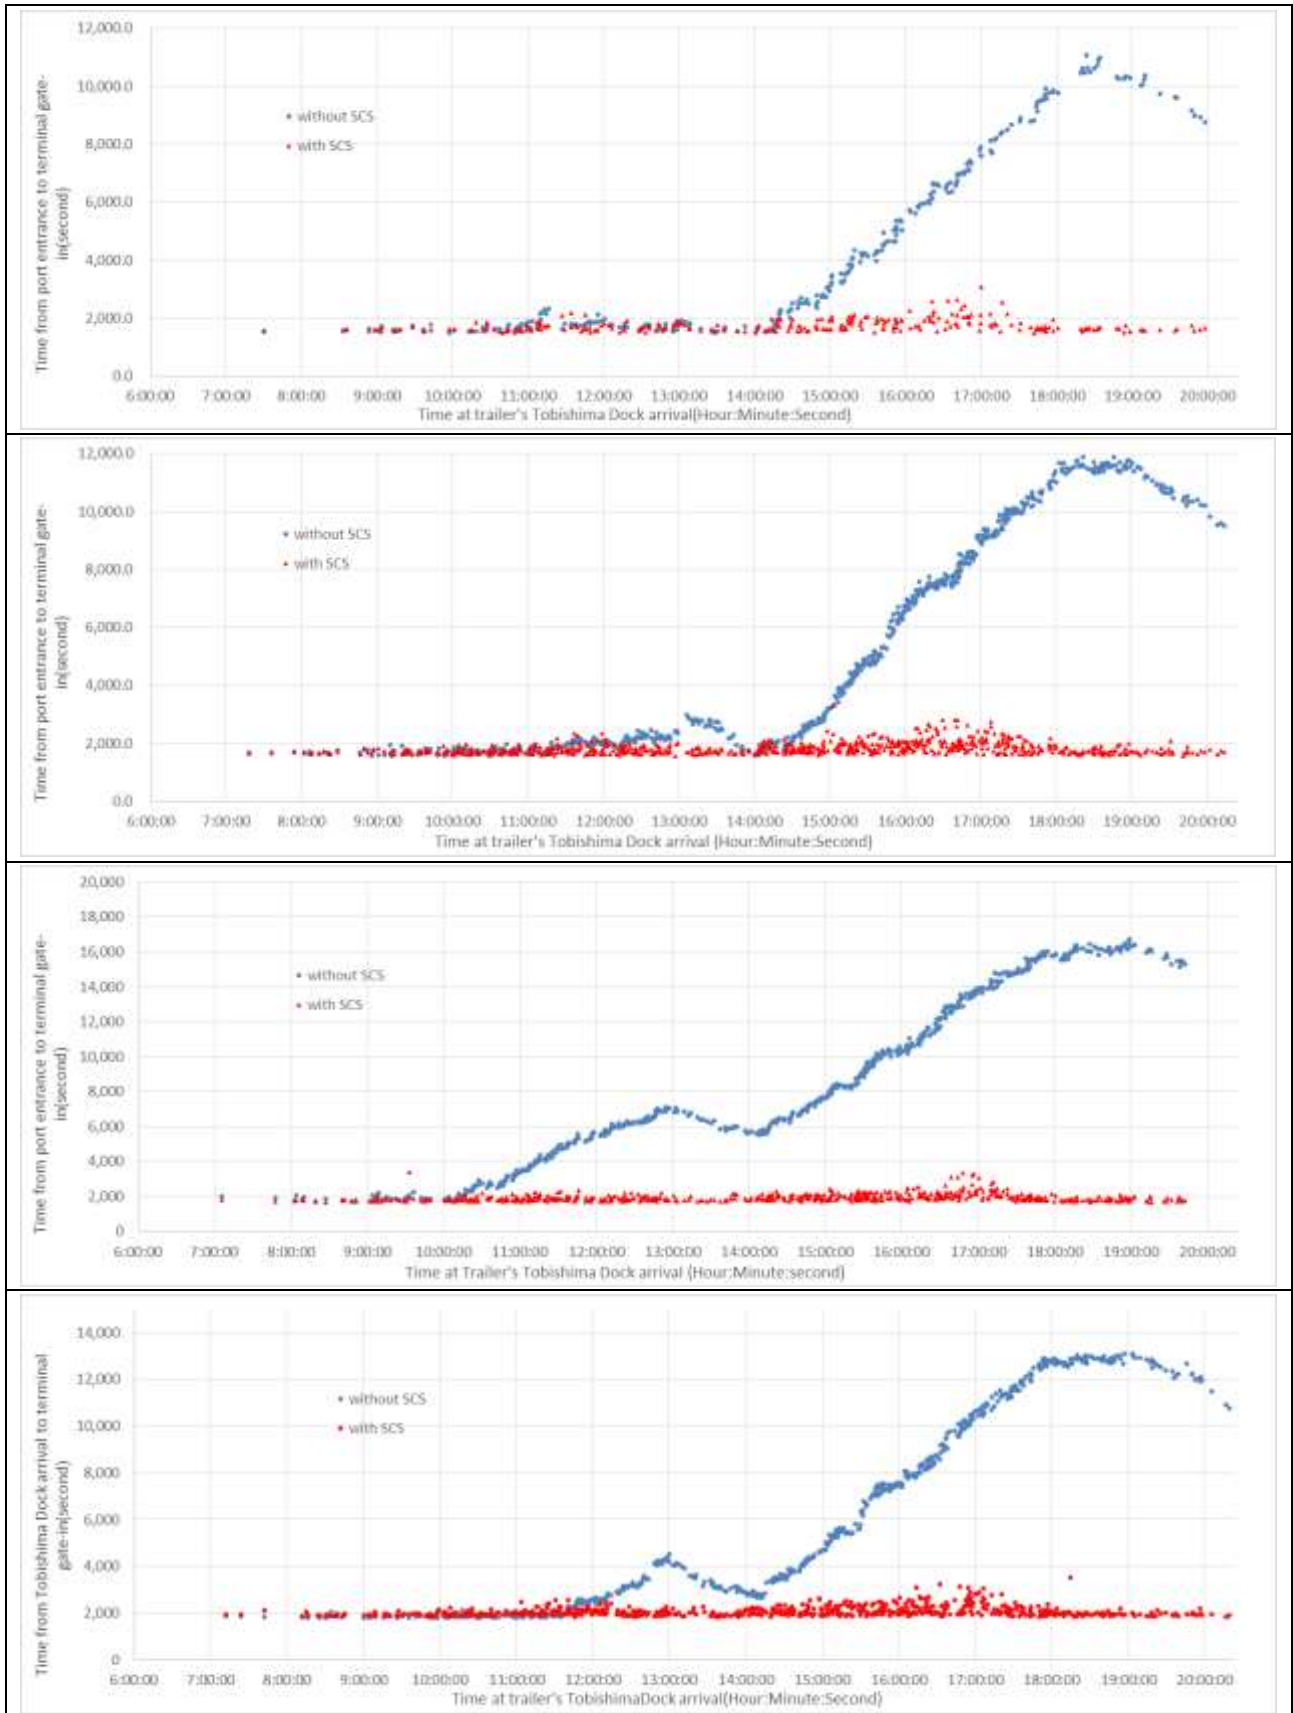 12,000.0
10,000.0
8,000.0
6,000.0
4,000.0
2,000.0
0.0
Time from port entrance to terminal gate-
in(second)
without SCS
with SCS
6:00:00 7:00:00 8:00:00 9:00:00 10:00:00 11:00:00 12:00:00 13:00:00 14:00:00 15:00:00 16:00:00 17:00:00 18:00:00 19:00:00 20:00:00
Time at trailer's Tobishima Dock arrival(Hour:Minute:Second)
12,000.0
10,000.0
8,000.0
6,000.0
4,000.0
2,000.0
0.0
Time from port entrance to terminal gate-
in(second)
without SCS
with SCS
6:00:00 7:00:00 8:00:00 9:00:00 10:00:00 11:00:00 12:00:00 13:00:00 14:00:00 15:00:00 16:00:00 17:00:00 18:00:00 19:00:00 20:00:00
Time at trailer's Tobishima Dock arrival (Hour:Minute:Second)
20,000
18,000
16,000
14,000
12,000
10,000
8,000
6,000
4,000
2,000
0
Time from port entrance to terminal gate-
in(second)
without SCS
with SCS
6:00:00 7:00:00 8:00:00 9:00:00 10:00:00 11:00:00 12:00:00 13:00:00 14:00:00 15:00:00 16:00:00 17:00:00 18:00:00 19:00:00 20:00:00
Time at Trailer's Tobishima Dock arrival (Hour:Minute:second)
14,000
12,000
10,000
8,000
6,000
4,000
2,000
0
Time from Tobishima Dock arrival to terminal
gate-in(second)
without SCS
with SCS
6:00:00 7:00:00 8:00:00 9:00:00 10:00:00 11:00:00 12:00:00 13:00:00 14:00:00 15:00:00 16:00:00 17:00:00 18:00:00 19:00:00 20:00:00
Time at trailer's TobishimaDock arrival(Hour:Minute:Second)